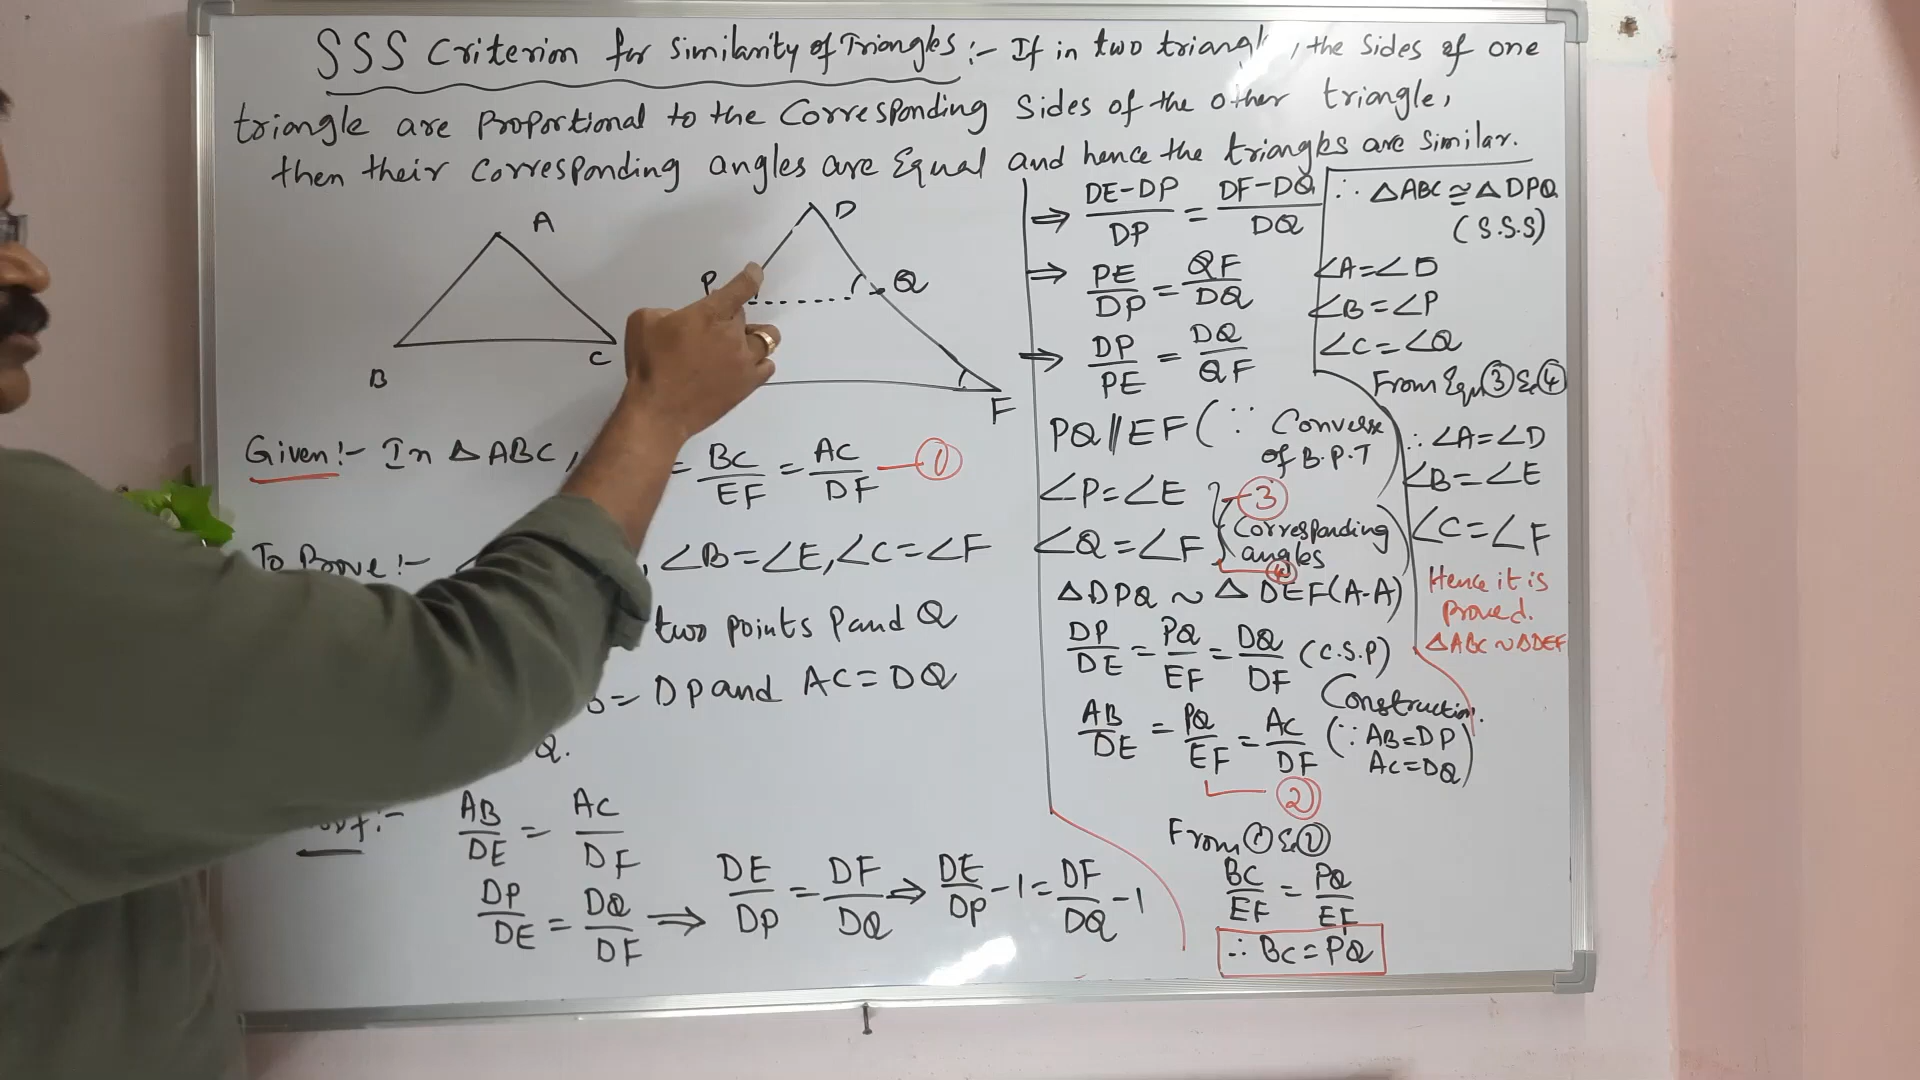 SSS Criterion for Similarity of Triangles :- If in two triangl , the Sides of one
triangle are Proportional to the Corresponding Sides of the other triangle,
then their Corresponding angles are Equal and hence the triangles are Similar.
A
B
C
D
P
Q
F
Given :- In △ABC, = BC/EF = AC/DF — ①
To Prove :- , ∠B=∠E, ∠C=∠F
two points P and Q
= DP and AC = DQ
Q.
AB/DE = AC/DF
DP/DE = DQ/DF ⇒ DE/DP = DF/DQ ⇒ DE/DP -1 = DF/DQ -1
⇒ DE-DP/DP = DF-DQ/DQ
⇒ PE/DP = QF/DQ
⇒ DP/PE = DQ/QF
PQ∥EF (∵ Converse
of B.P.T)
∠P=∠E — ③
∠Q=∠F (Corresponding
angles) ④
△DPQ ~ △DEF (A-A)
DP/DE = PQ/EF = DQ/DF (C.S.P)
Construction.
AB/DE = PQ/EF = AC/DF (∵ AB=DP
AC=DQ)
②
From ① &
BC/EF = PQ/EF
∴ BC = PQ
∴ △ABC ≅ △DPQ
(S.S.S)
∠A=∠D
∠B=∠P
∠C=∠Q
From Equ ③ & ④
∴ ∠A=∠D
∠B=∠E
∠C=∠F
Hence it is
Proved.
△ABC ~ △DEF